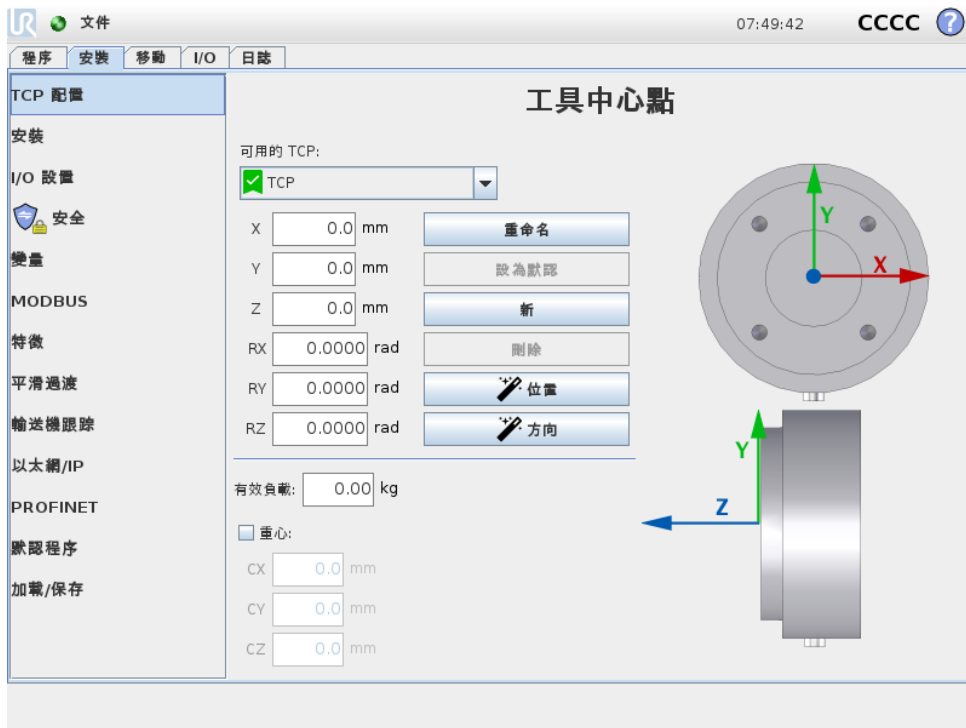 UR 文件 07:49:42 CCCC ?
程序 安裝 移動 I/O 日誌
TCP 配置
安裝
I/O 設置
安全
變量
MODBUS
特徵
平滑過渡
輸送機跟踪
以太網/IP
PROFINET
默認程序
加載/保存
工具中心點
可用的 TCP:
TCP
X 0.0 mm 重命名
Y 0.0 mm 設為默認
Z 0.0 mm 新
RX 0.0000 rad 刪除
RY 0.0000 rad 位置
RZ 0.0000 rad 方向
有效負載: 0.00 kg
重心:
CX 0.0 mm
CY 0.0 mm
CZ 0.0 mm
Y
X
Y
Z